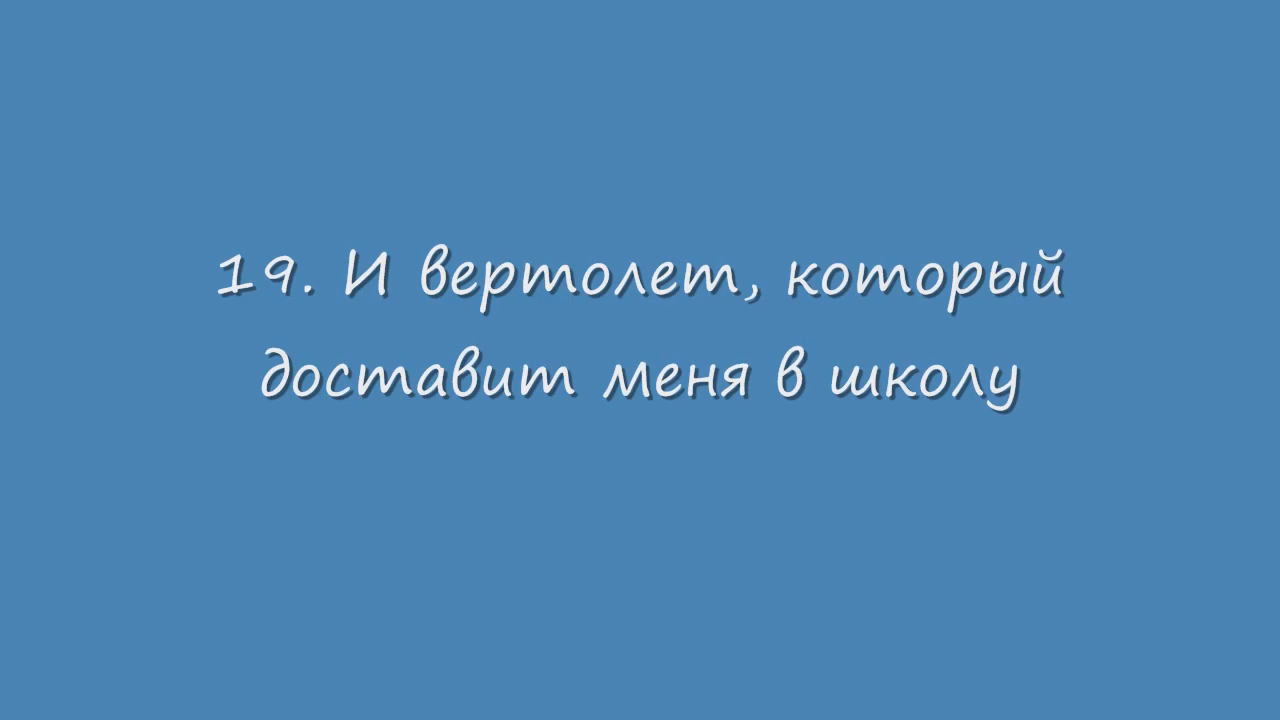 19. И вертолет, который
доставит меня в школу